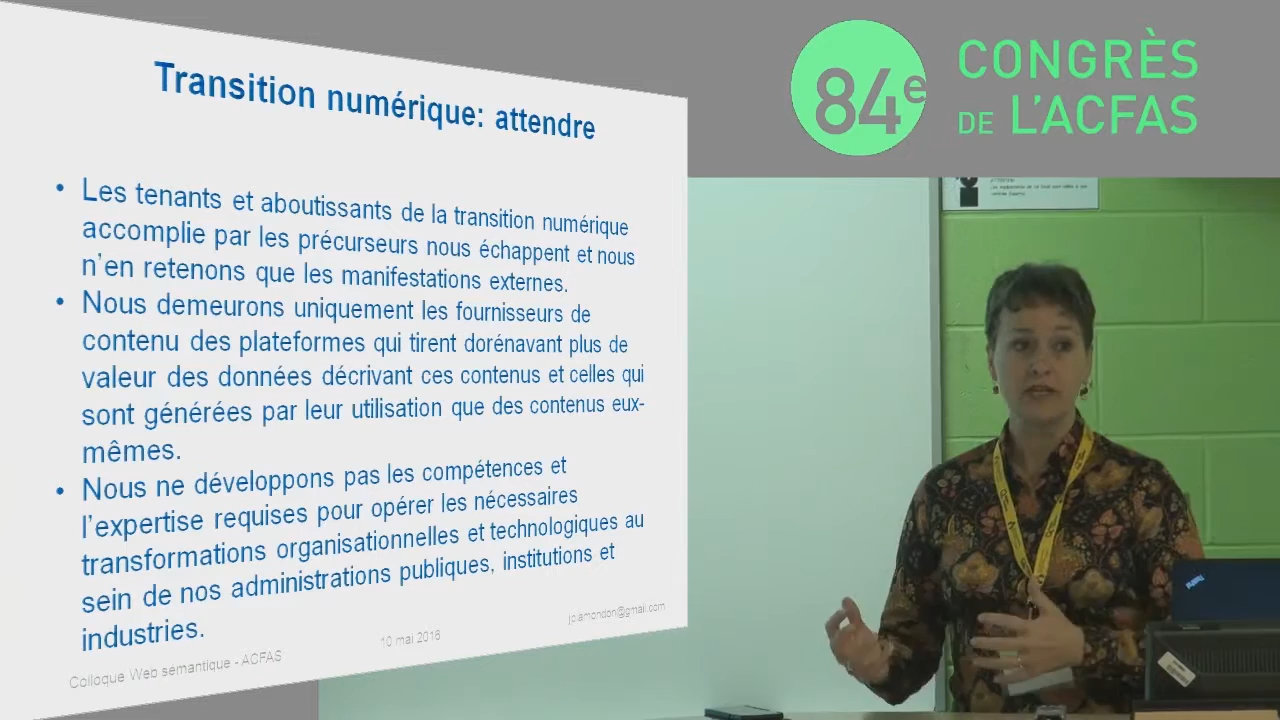 Transition numérique: attendre
• Les tenants et aboutissants de la transition numérique
accomplie par les précurseurs nous échappent et nous
n'en retenons que les manifestations externes.
• Nous demeurons uniquement les fournisseurs de
contenu des plateformes qui tirent dorénavant plus de
valeur des données décrivant ces contenus et celles qui
sont générées par leur utilisation que des contenus eux-
mêmes.
• Nous ne développons pas les compétences et
l'expertise requises pour opérer les nécessaires
transformations organisationnelles et technologiques au
sein de nos administrations publiques, institutions et
industries.
Colloque Web sémantique - ACFAS
10 mai 2016
jplamondon@gmail.com
84e
CONGRÈS
DE L'ACFAS